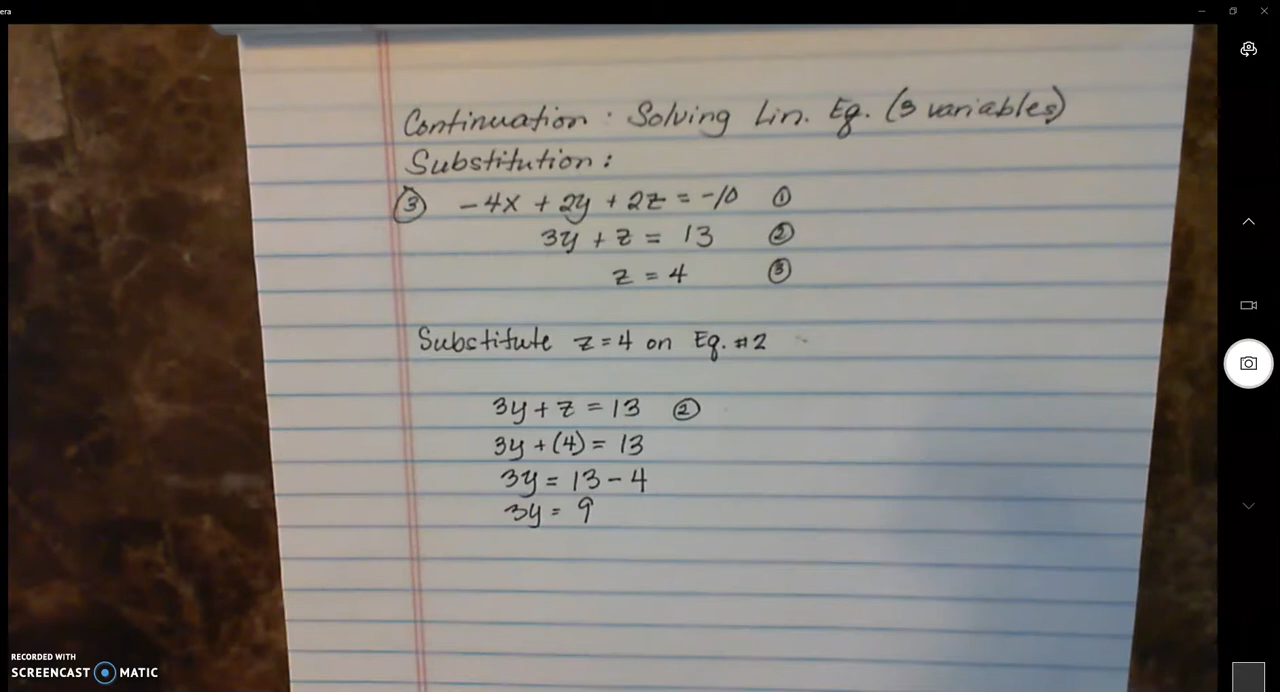 era
Continuation : Solving Lin. Eq. (3 variables)
Substitution :
③ -4x + 2y + 2z = -10 ①
3y + z = 13 ②
z = 4 ③
Substitute z = 4 on Eq. #2
3y + z = 13 ②
3y + (4) = 13
3y = 13 - 4
3y = 9
RECORDED WITH
SCREENCAST MATIC